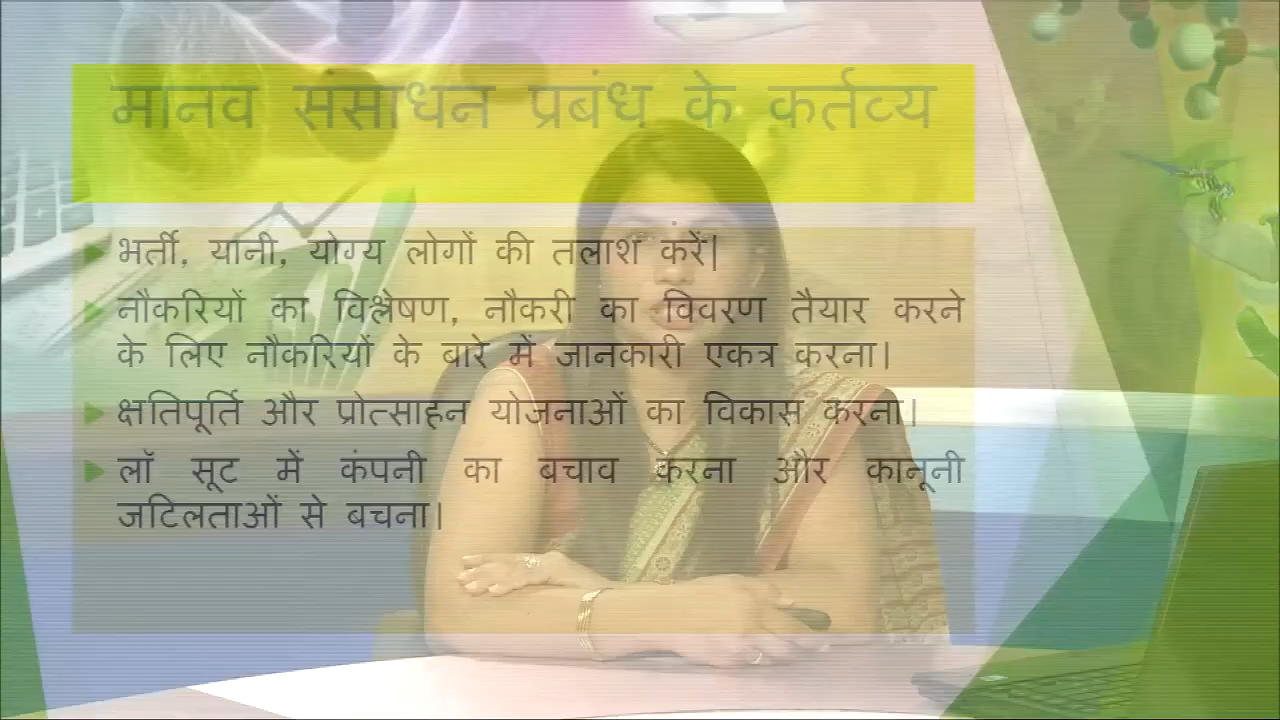 मानव संसाधन प्रबंध के कर्तव्य
भर्ती, यानी, योग्य लोगों की तलाश करें|
नौकरियों का विश्लेषण, नौकरी का विवरण तैयार करने
के लिए नौकरियों के बारे में जानकारी एकत्र करना|
क्षतिपूर्ति और प्रोत्साहन योजनाओं का विकास करना|
लॉ सूट में कंपनी का बचाव करना और कानूनी
जटिलताओं से बचना|